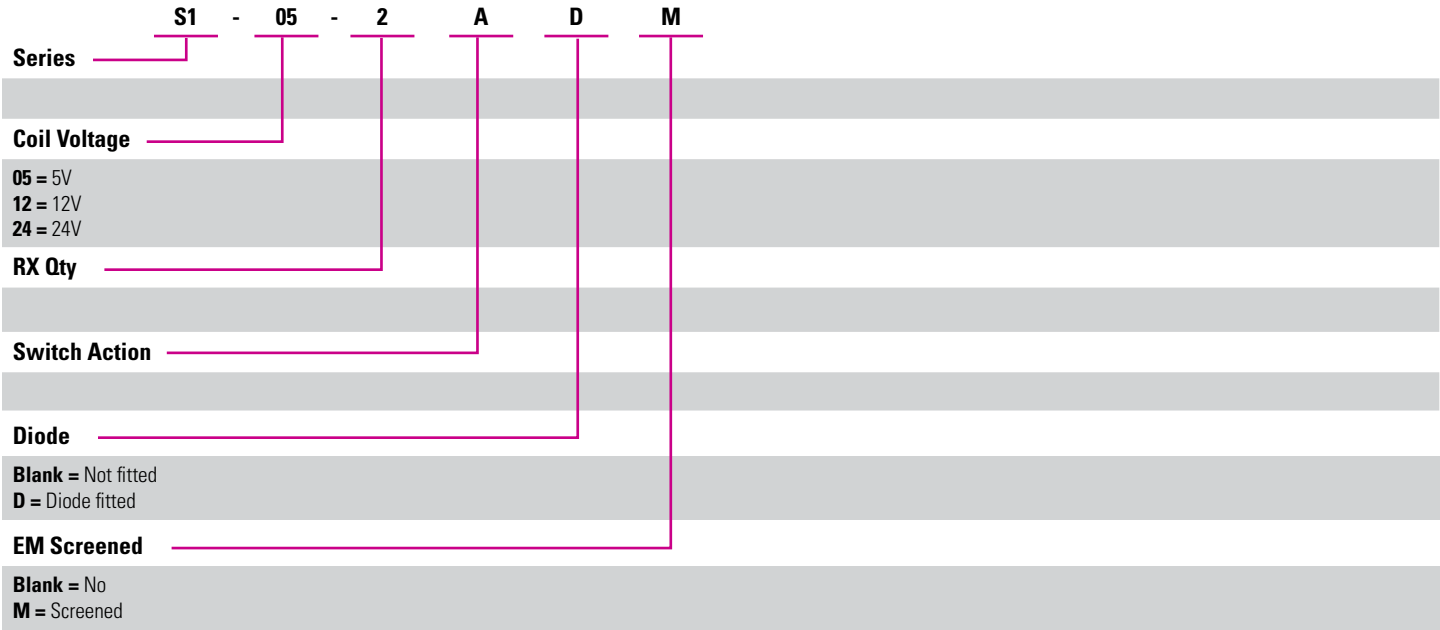 S1 - 05 - 2 A D M
Series
Coil Voltage
05 = 5V
12 = 12V
24 = 24V
RX Qty
Switch Action
Diode
Blank = Not fitted
D = Diode fitted
EM Screened
Blank = No
M = Screened